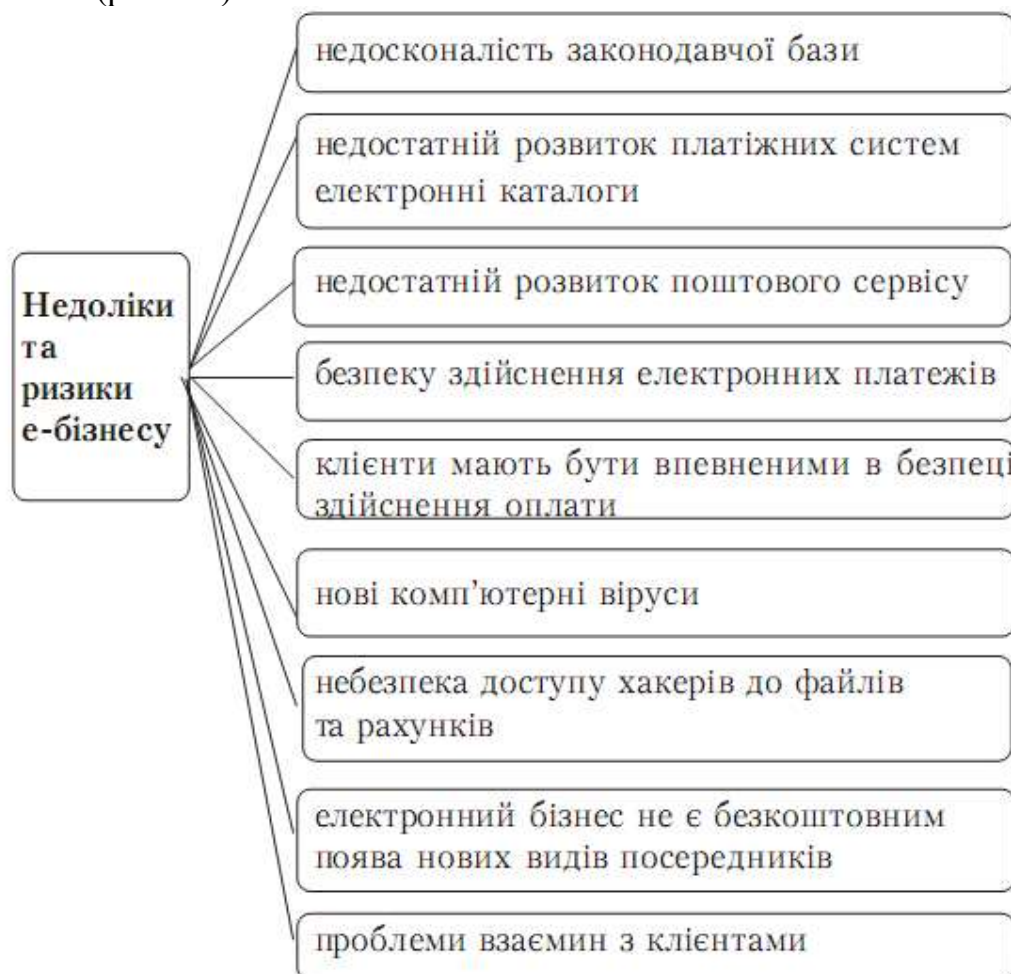 Недоліки
та
ризики
е-бізнесу
недосконалість законодавчої бази
недостатній розвиток платіжних систем
електронні каталоги
недостатній розвиток поштового сервісу
безпеку здійснення електронних платежів
клієнти мають бути впевненими в безпеці
здійснення оплати
нові комп’ютерні віруси
небезпека доступу хакерів до файлів
та рахунків
електронний бізнес не є безкоштовним
поява нових видів посередників
проблеми взаємин з клієнтами